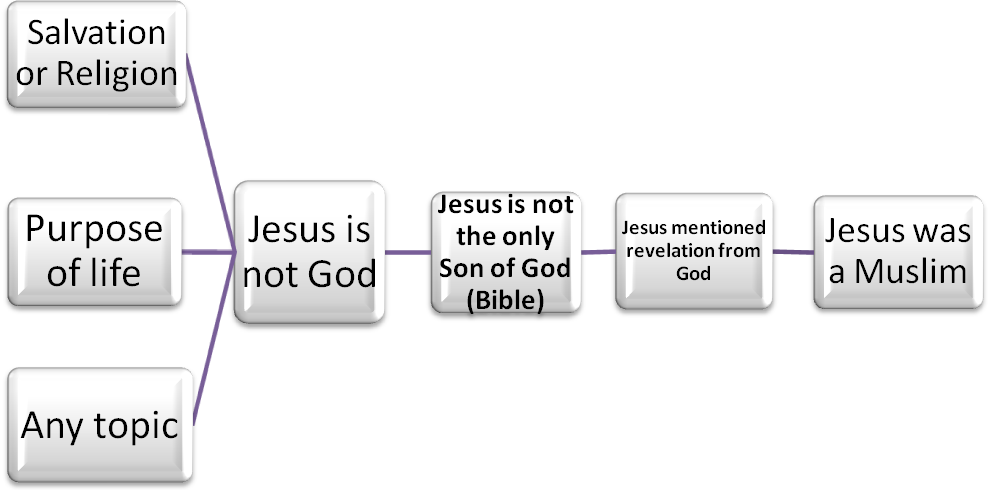 Salvation
or Religion
Purpose
of life
Any topic
Jesus is
not God
Jesus is not
the only
Son of God
(Bible)
Jesus mentioned
revelation from
God
Jesus was
a Muslim